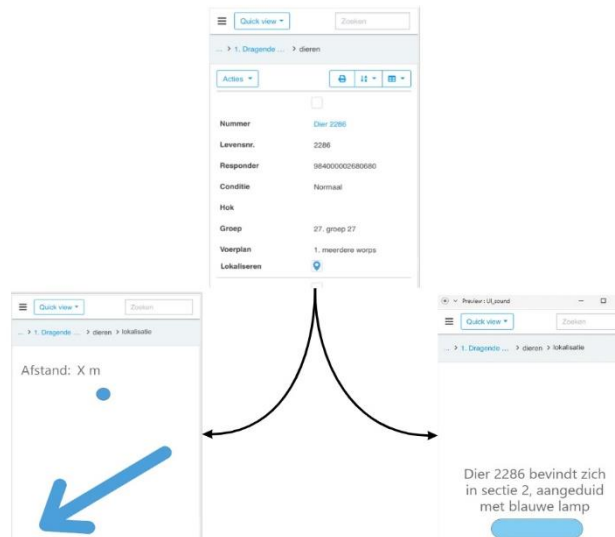 Quick view
Zoeken
... > 1. Dragende ... > dieren
Acties
Nummer Dier 2286
Levensnr. 2286
Responder 984000002680680
Conditie Normaal
Hok
Groep 27. groep 27
Voerplan 1. meerdere worps
Lokaliseren
Quick view
Zoeken
... > 1. Dragende ... > dieren > lokalisatie
Afstand: X m
Preview : UI_sound
Quick view
Zoeken
... > 1. Dragende ... > dieren > lokalisatie
Dier 2286 bevindt zich
in sectie 2, aangeduid
met blauwe lamp